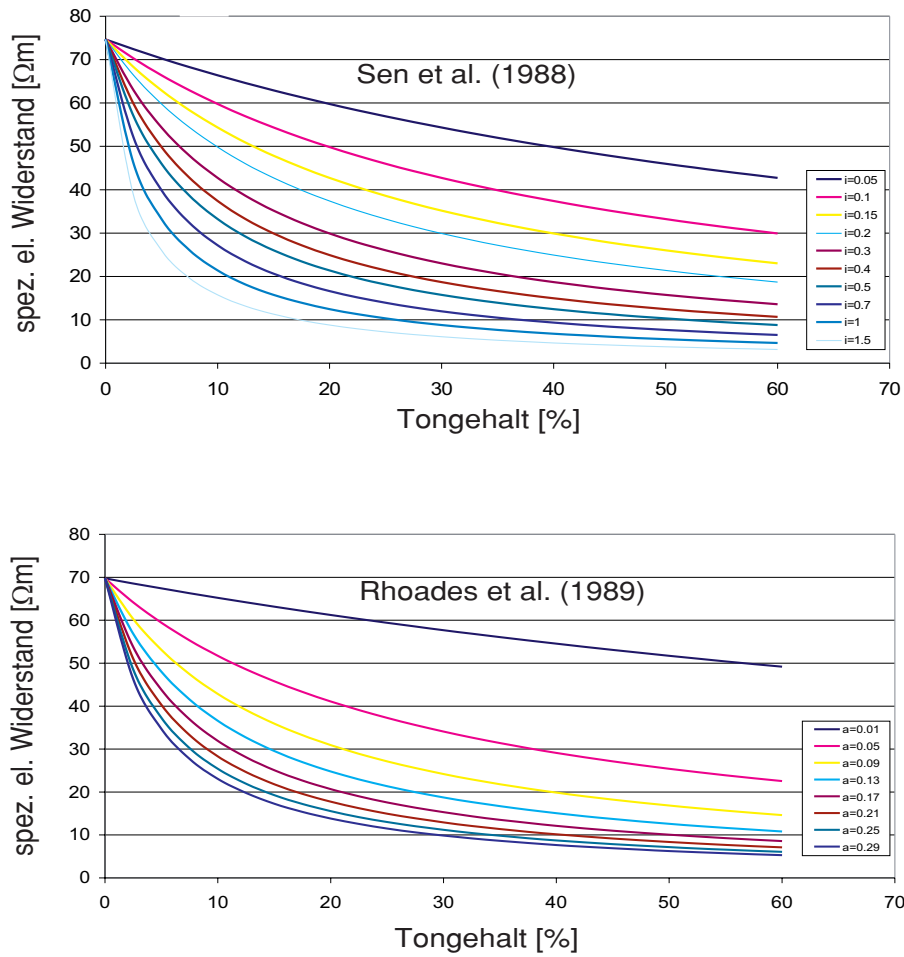 spez. el. Widerstand [Ωm]
80
70
60
50
40
30
20
10
0
Sen et al. (1988)
i=0.05
i=0.1
i=0.15
i=0.2
i=0.3
i=0.4
i=0.5
i=0.7
i=1
i=1.5
0 10 20 30 40 50 60 70
Tongehalt [%]
spez. el. Widerstand [Ωm]
80
70
60
50
40
30
20
10
0
Rhoades et al. (1989)
a=0.01
a=0.05
a=0.09
a=0.13
a=0.17
a=0.21
a=0.25
a=0.29
0 10 20 30 40 50 60 70
Tongehalt [%]